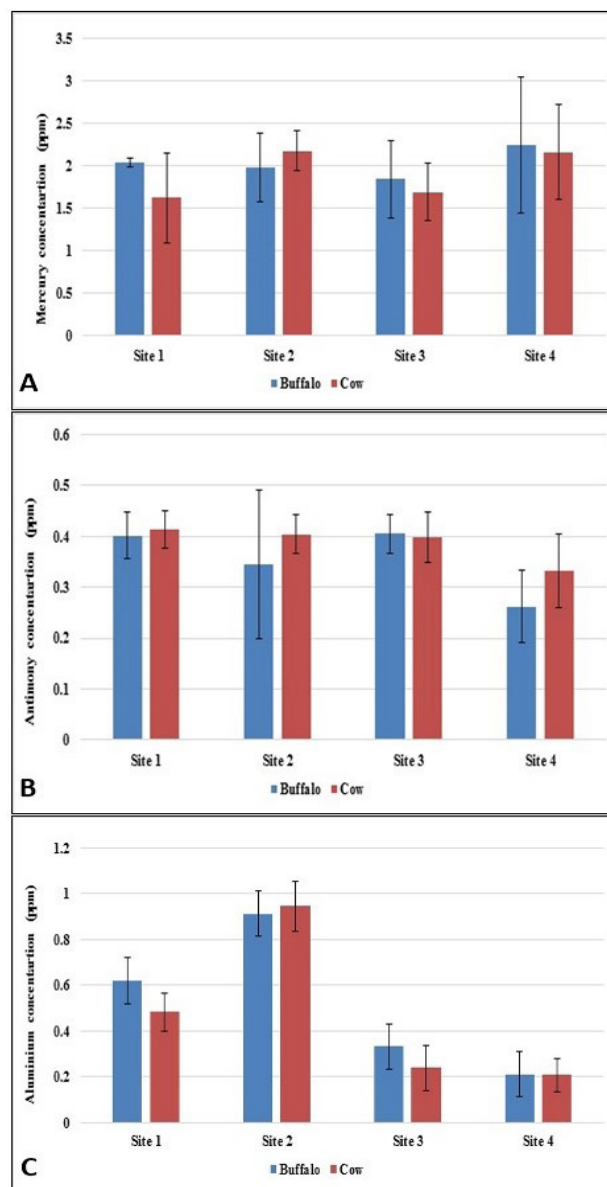 3.5
3
2.5
2
1.5
1
0.5
0
Mercury concentartion (ppm)
Site 1 Site 2 Site 3 Site 4
Buffalo Cow
A
0.6
0.5
0.4
0.3
0.2
0.1
0
Antimony concentartion (ppm)
Site 1 Site 2 Site 3 Site 4
Buffalo Cow
B
1.2
1
0.8
0.6
0.4
0.2
0
Aluminium concentartion (ppm)
Site 1 Site 2 Site 3 Site 4
Buffalo Cow
C